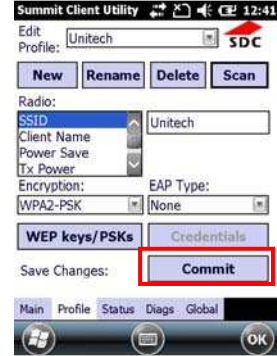 Summit Client Utility 12:41
Edit Profile: Unitech SDC
New Rename Delete Scan
Radio:
SSID Unitech
Client Name
Power Save
Tx Power
Encryption: EAP Type:
WPA2-PSK None
WEP keys/PSKs Credentials
Save Changes: Commit
Main Profile Status Diags Global
OK